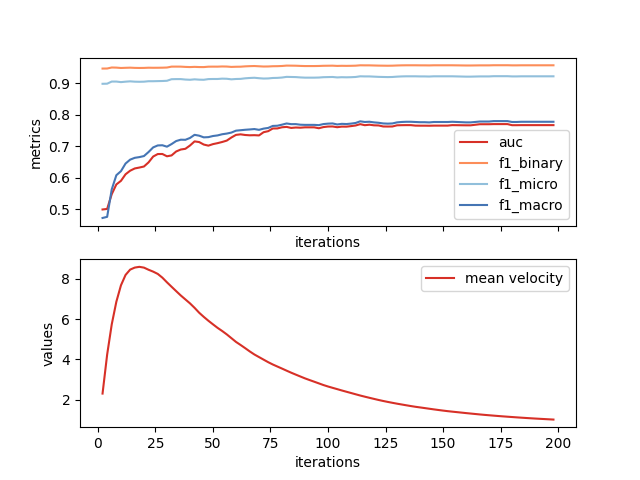 0.9
0.8
0.7
0.6
0.5
metrics
auc
f1_binary
f1_micro
f1_macro
iterations
8
6
4
2
values
mean velocity
0 25 50 75 100 125 150 175 200
iterations